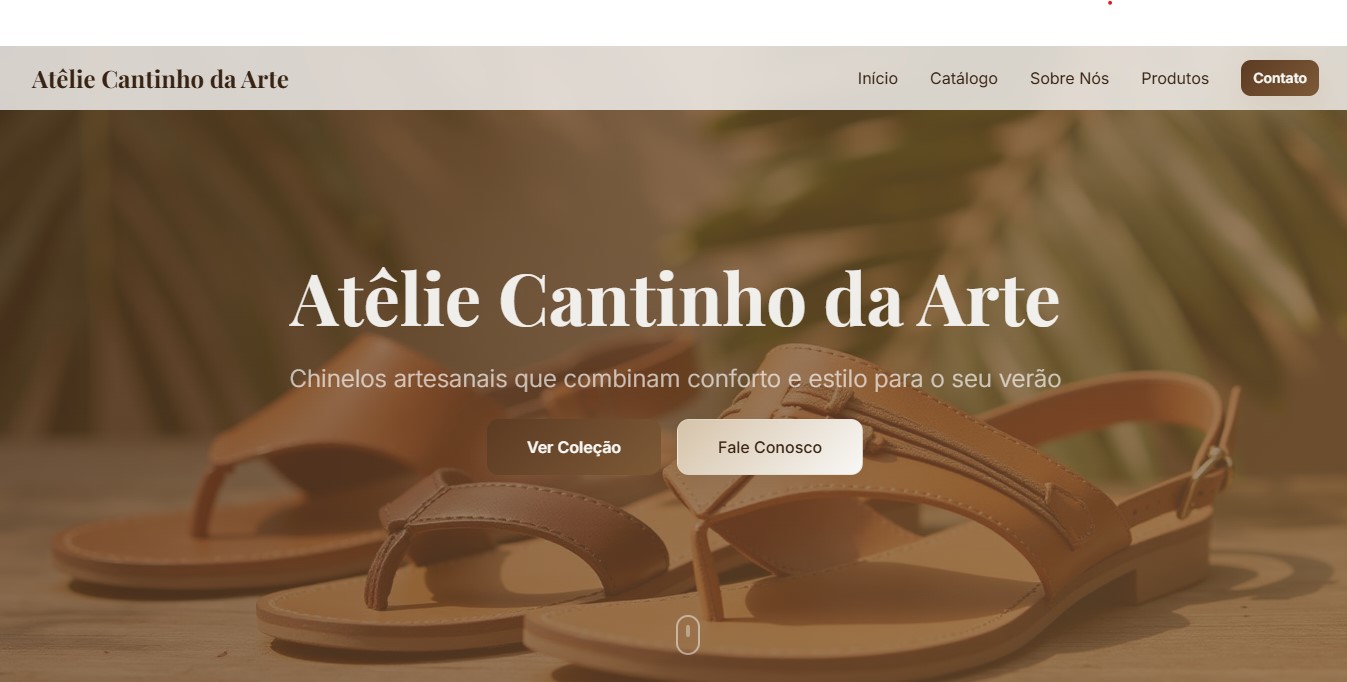 Atêlie Cantinho da Arte
Início Catálogo Sobre Nós Produtos Contato
Atêlie Cantinho da Arte
Chinelos artesanais que combinam conforto e estilo para o seu verão
Ver Coleção Fale Conosco